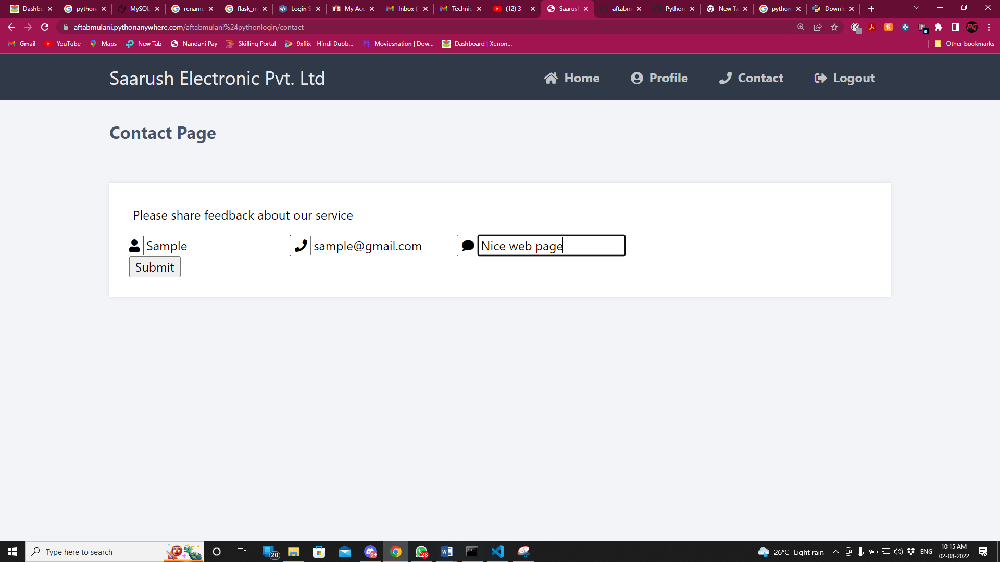 Dashbo
python
MySQL
rename
flask_m
Login S
My Acc
Inbox (
Technic
(12) 3 -
Saarush
aftabm
Python
New Ta
python
Downlo
aftabmulani.pythonanywhere.com/aftabmulani%24pythonlogin/contact
0
Gmail
YouTube
Maps
New Tab
Nandani Pay
Skilling Portal
9xflix - Hindi Dubb...
Moviesnation | Dow...
Dashboard | Xenon...
Other bookmarks
Saarush Electronic Pvt. Ltd
Home
Profile
Contact
Logout
Contact Page
Please share feedback about our service
Sample
sample@gmail.com
Nice web page
Submit
Type here to search
20
9+
28
26°C Light rain
ENG
10:15 AM
02-08-2022